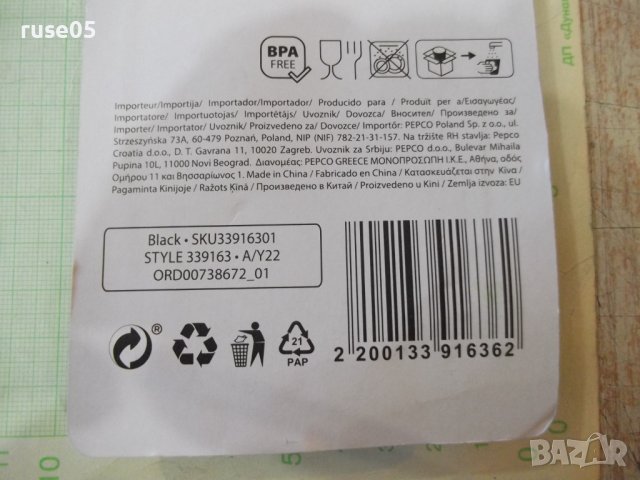 ruse05
BPA
FREE
Importeur/Importija/ Importador/Importador/ Producido para / Produit per a/Εισαγωγέας/
Importatore/ Importuotojas/ Importētājs/ Uvoznik/ Dovozca/ Вносител/ Произведено за/
Importer/ Importator/ Uvoznik/ Proizvedeno za/ Dovozce/ Importőr: PEPCO Poland Sp. z o.o., ul.
Strzeszyńska 73A, 60-479 Poznań, Poland, NIP (NIF) 782-21-31-157. Na tržište RH stavlja: Pepco
Croatia d.o.o., D. T. Gavrana 11, 10020 Zagreb. Uvoznik za Srbiju: PEPCO d.o.o., Bulevar Mihaila
Pupina 10L, 11000 Novi Beograd. Διανομέας: PEPCO GREECE ΜΟΝΟΠΡΟΣΩΠΗ Ι.Κ.Ε., Αθήνα, οδός
Ομήρου 11 και Βησσαρίωνος 1. Made in China / Fabricado en China / Κατασκευάζεται στην Κίνα /
Pagaminta Kinijoje / Ražots Ķīnā / Произведено в Китай / Proizvedeno u Kini / Zemlja izvoza: EU
Black • SKU33916301
STYLE 339163 • A/Y22
ORD00738672_01
®
21
PAP
2 200133 916362
ДП «Дунав
BAZAR